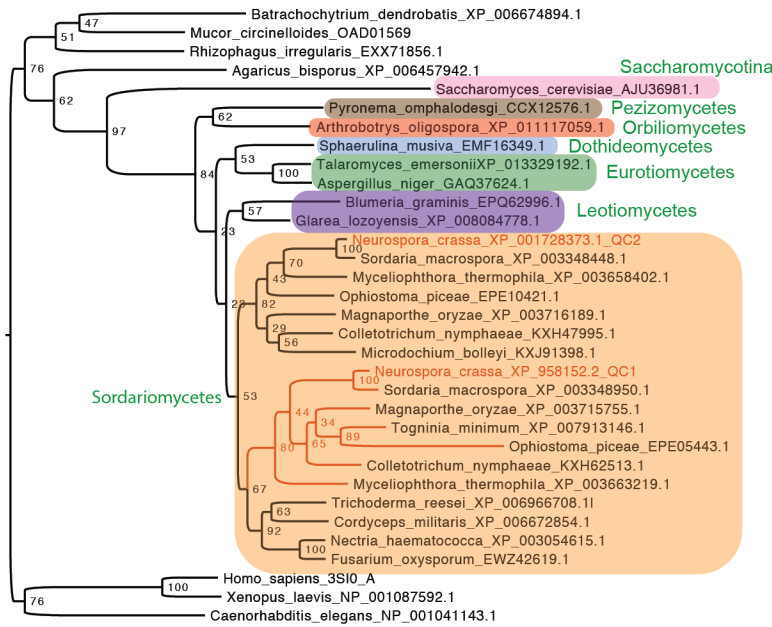 Batrachochytrium_dendrobatis_XP_006674894.1
47
Mucor_circinelloides_OAD01569
51
Rhizophagus_irregularis_EXX71856.1
76
Agaricus_bisporus_XP_006457942.1
Saccharomycotina
Saccharomyces_cerevisiae_AJU36981.1
62
Pyronema_omphalodesgi_CCX12576.1 Pezizomycetes
62
Arthrobotrys_oligospora_XP_011117059.1 Orbiliomycetes
97
Sphaerulina_musiva_EMF16349.1 Dothideomycetes
53
Talaromyces_emersoniiXP_013329192.1
100
Eurotiomycetes
84
Aspergillus_niger_GAQ37624.1
Blumeria_graminis_EPQ62996.1
57
Leotiomycetes
Glarea_lozoyensis_XP_008084778.1
23
Neurospora_crassa_XP_001728373.1_QC2
100
Sordaria_macrospora_XP_003348448.1
70
Myceliophthora_thermophila_XP_003658402.1
43
Ophiostoma_piceae_EPE10421.1
23
82
Magnaporthe_oryzae_XP_003716189.1
29
Colletotrichum_nymphaeae_KXH47995.1
56
Microdochium_bolleyi_KXJ91398.1
Neurospora_crassa_XP_958152.2_QC1
100
Sordaria_macrospora_XP_003348950.1
Sordariomycetes
53
Magnaporthe_oryzae_XP_003715755.1
44
34
Togninia_minimum_XP_007913146.1
89
Ophiostoma_piceae_EPE05443.1
80
65
Colletotrichum_nymphaeae_KXH62513.1
Myceliophthora_thermophila_XP_003663219.1
67
Trichoderma_reesei_XP_006966708.1l
63
Cordyceps_militaris_XP_006672854.1
92
Nectria_haematococca_XP_003054615.1
100
Fusarium_oxysporum_EWZ42619.1
Homo_sapiens_3SI0_A
100
Xenopus_laevis_NP_001087592.1
76
Caenorhabditis_elegans_NP_001041143.1